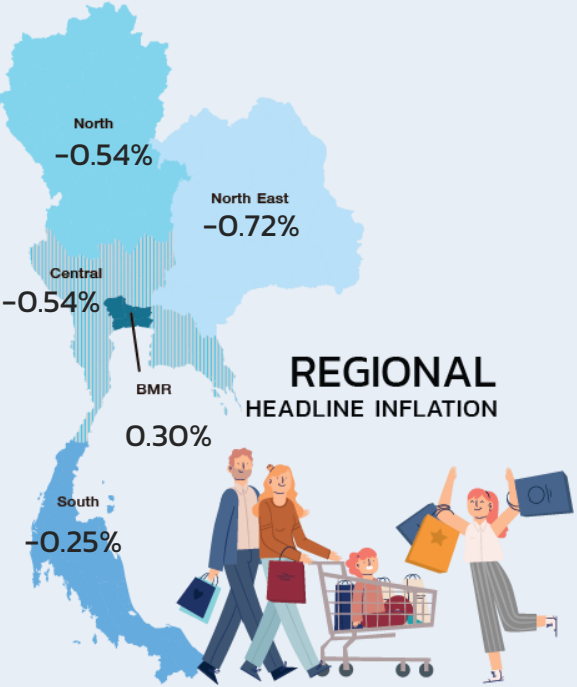 North
-0.54%
North East
-0.72%
Central
-0.54%
REGIONAL
HEADLINE INFLATION
BMR
0.30%
South
-0.25%